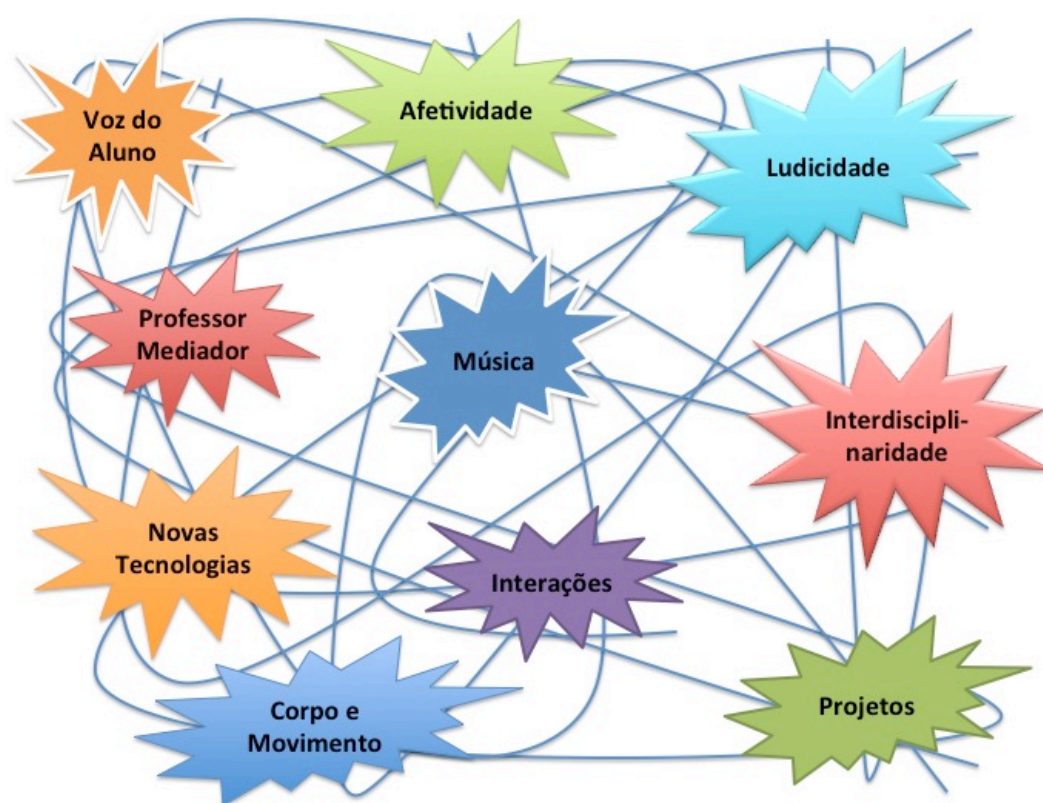 Voz do
Aluno
Afetividade
Ludicidade
Professor
Mediador
Música
Interdiscipli-
naridade
Novas
Tecnologias
Interações
Corpo e
Movimento
Projetos